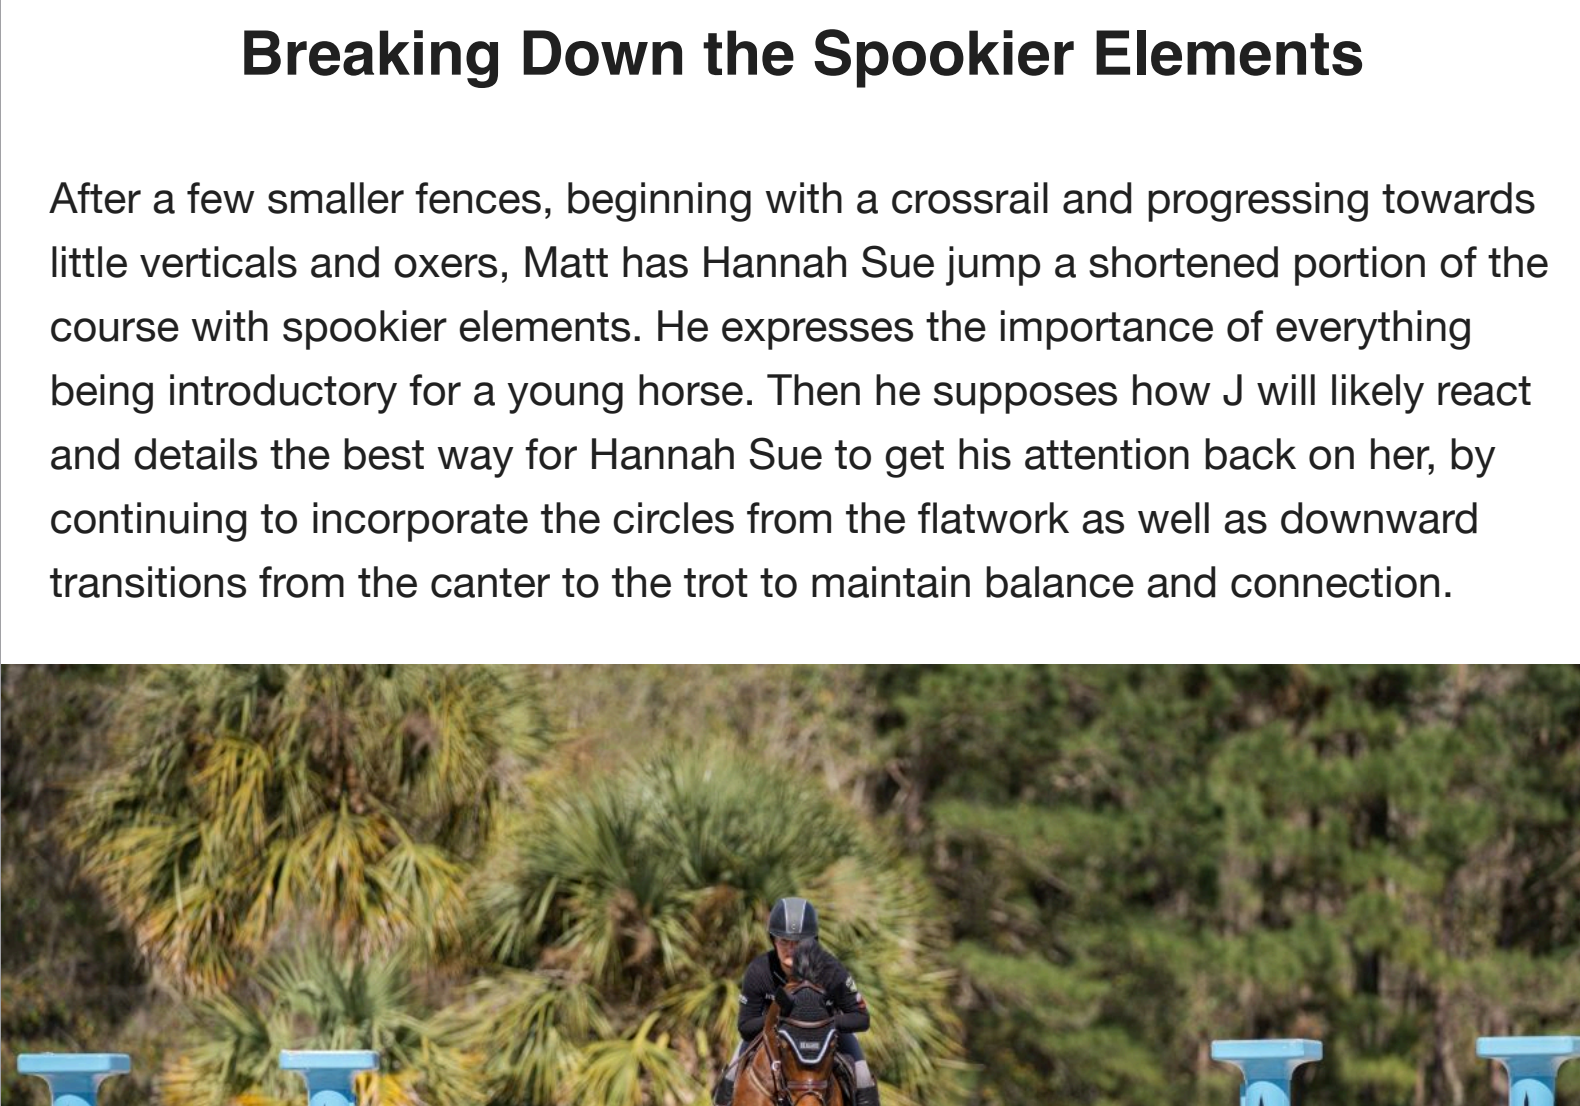 Breaking Down the Spookier Elements
After a few smaller fences, beginning with a crossrail and progressing towards
little verticals and oxers, Matt has Hannah Sue jump a shortened portion of the
course with spookier elements. He expresses the importance of everything
being introductory for a young horse. Then he supposes how J will likely react
and details the best way for Hannah Sue to get his attention back on her, by
continuing to incorporate the circles from the flatwork as well as downward
transitions from the canter to the trot to maintain balance and connection.